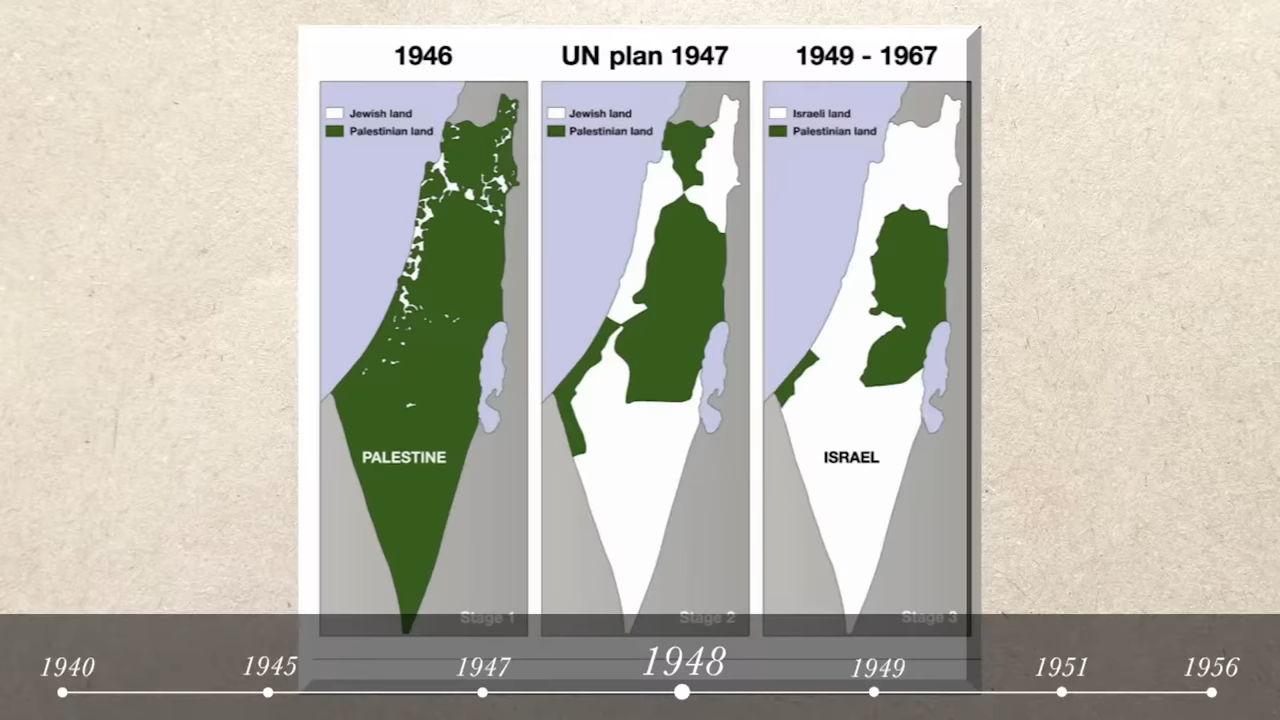 1946
Jewish land
Palestinian land
PALESTINE
Stage 1
UN plan 1947
Jewish land
Palestinian land
Stage 2
1949 - 1967
Israeli land
Palestinian land
ISRAEL
Stage 3
1940
1945
1947
1948
1949
1951
1956